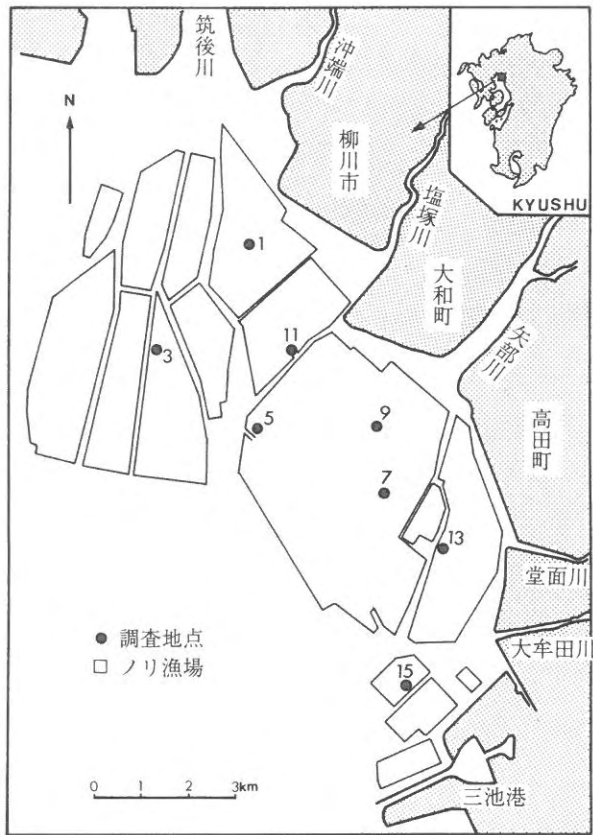 筑後川
沖端川
柳川市
塩塚川
大和町
矢部川
高田町
堂面川
大牟田川
三池港
KYUSHU
N
1
3
11
5
9
7
13
15
● 調査地点
□ ノリ漁場
0 1 2 3km